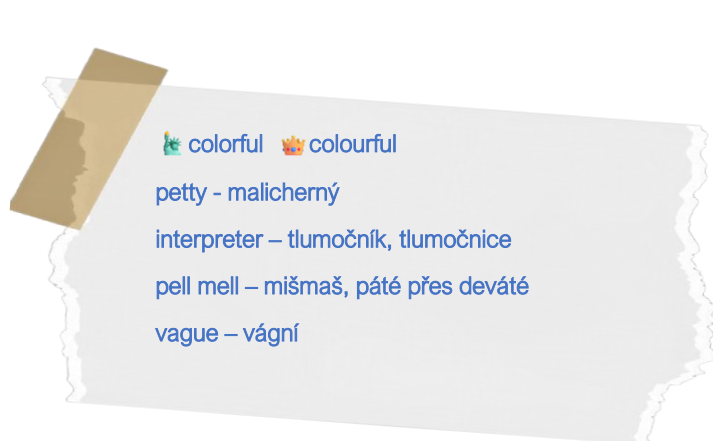 🗽 colorful 👑 colourful
petty - malicherný
interpreter – tlumočník, tlumočnice
pell mell – mišmaš, páté přes deváté
vague – vágní